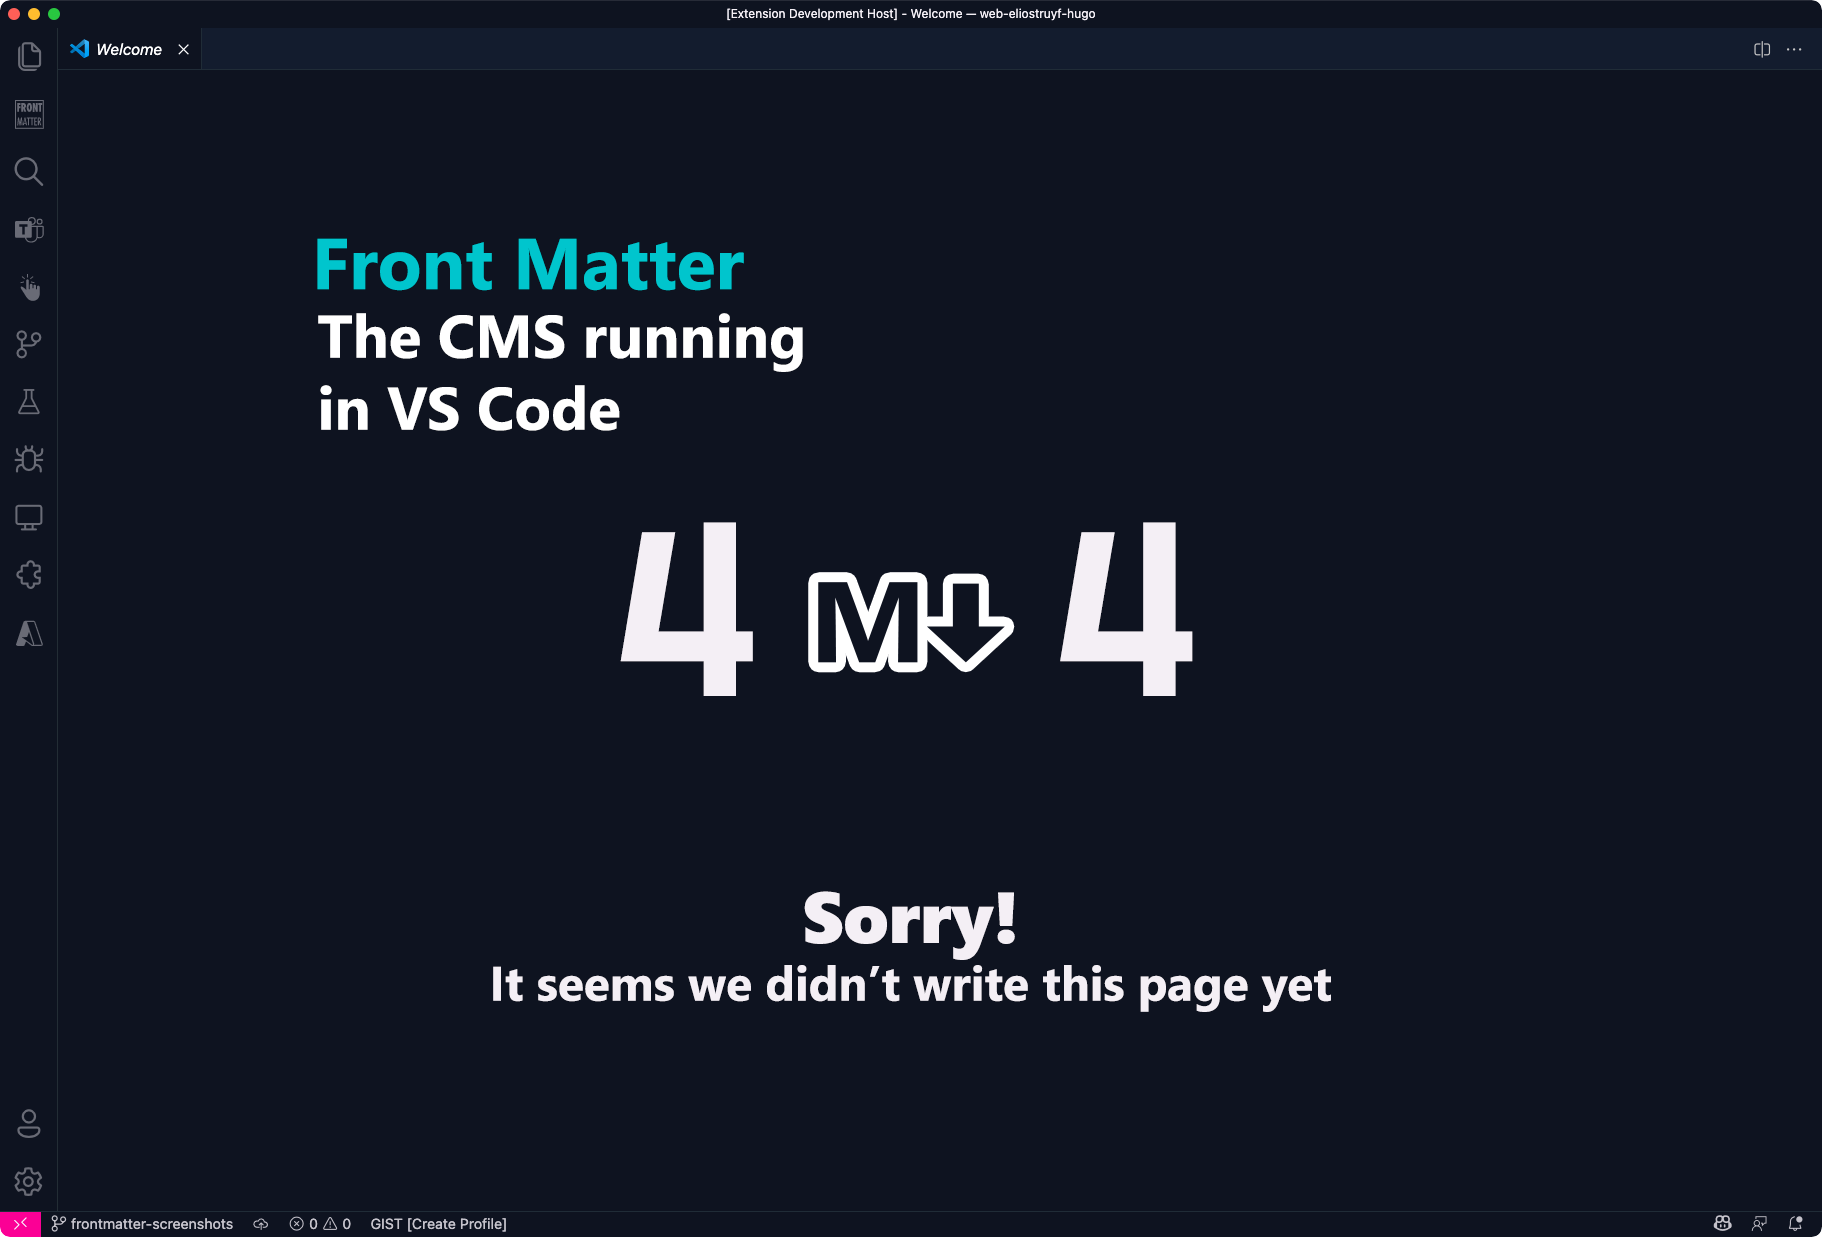 [Extension Development Host] - Welcome — web-eliostruyf-hugo
Welcome
FRONT
MATTER
T
Front Matter
The CMS running
in VS Code
4 M↓ 4
Sorry!
It seems we didn’t write this page yet
frontmatter-screenshots 0 0 GIST [Create Profile]